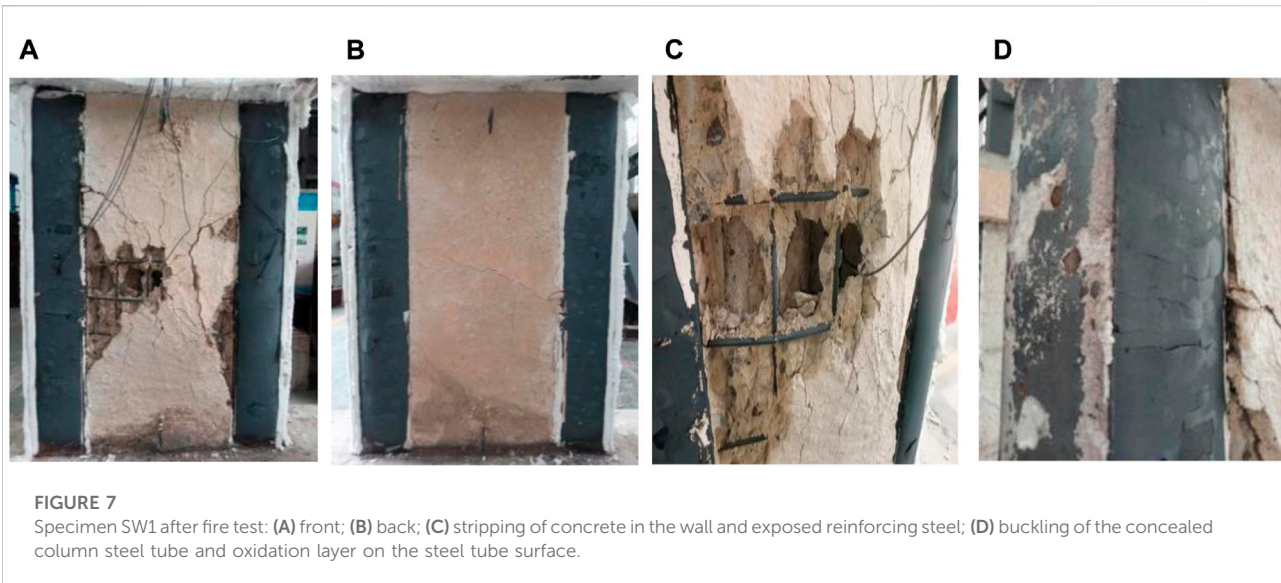 A
B
C
D
FIGURE 7
Specimen SW1 after fire test: (A) front; (B) back; (C) stripping of concrete in the wall and exposed reinforcing steel; (D) buckling of the concealed
column steel tube and oxidation layer on the steel tube surface.